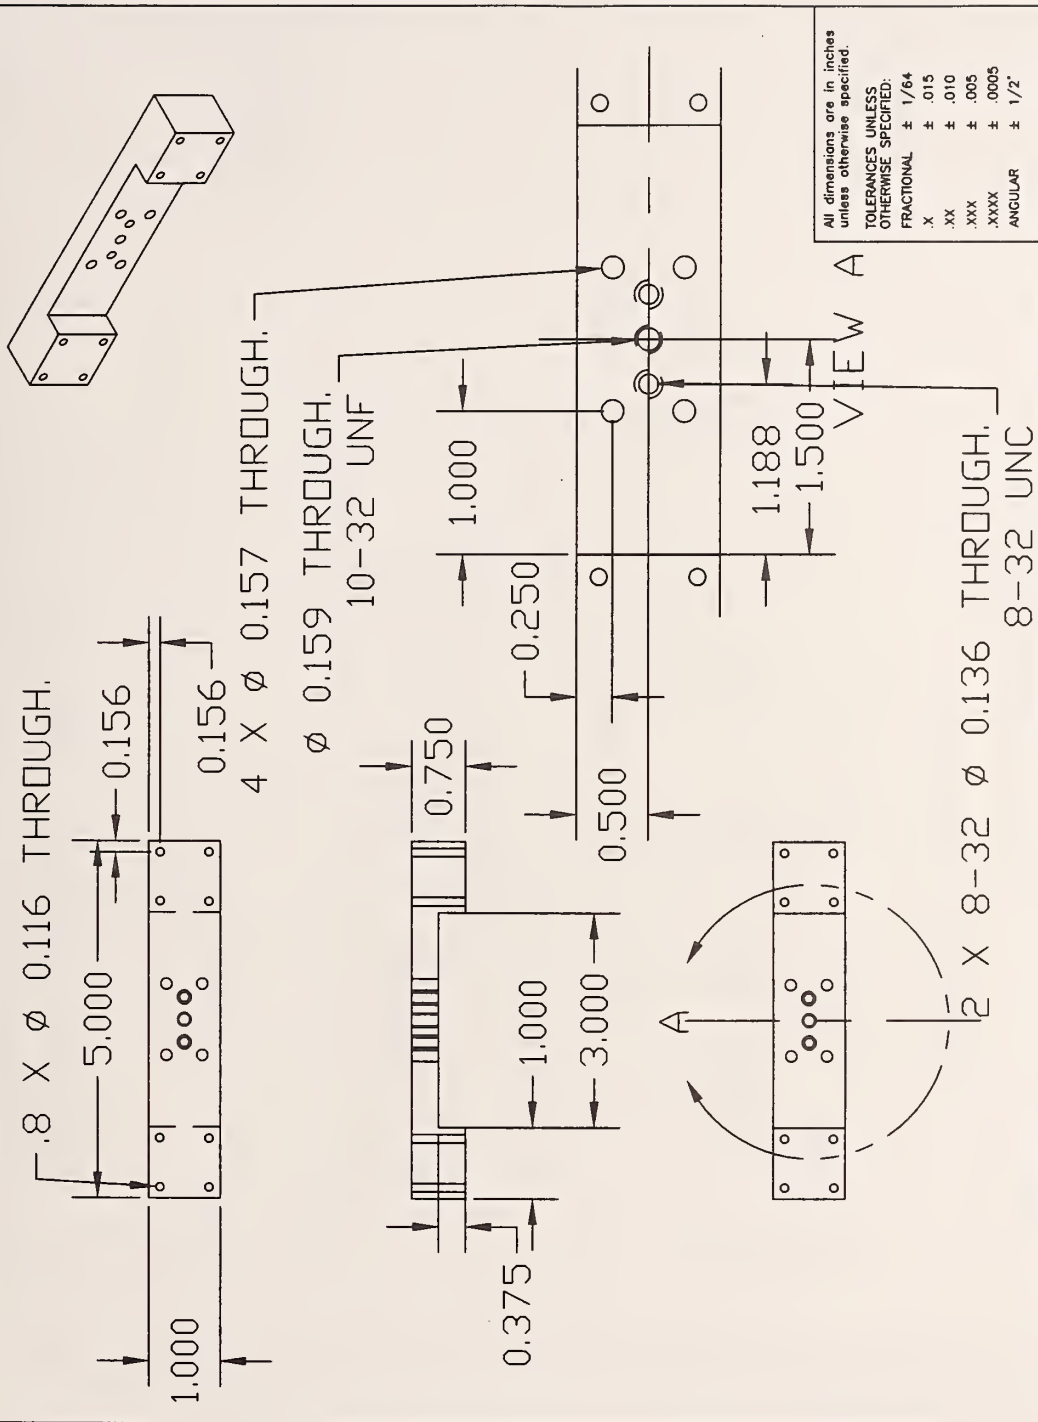 .8 X Ø 0.116 THROUGH.
5.000
0.156
0.156
1.000
4 X Ø 0.157 THROUGH.
Ø 0.159 THROUGH.
10-32 UNF
0.750
0.375
1.000
3.000
1.000
0.250
0.500
1.188
1.500
VIEW A
A
2 X 8-32 Ø 0.136 THROUGH.
8-32 UNC
All dimensions are in inches
unless otherwise specified.
TOLERANCES UNLESS
OTHERWISE SPECIFIED:
FRACTIONAL ± 1/64
.X ± .015
.XX ± .010
.XXX ± .005
.XXXX ± .0005
ANGULAR ± 1/2°